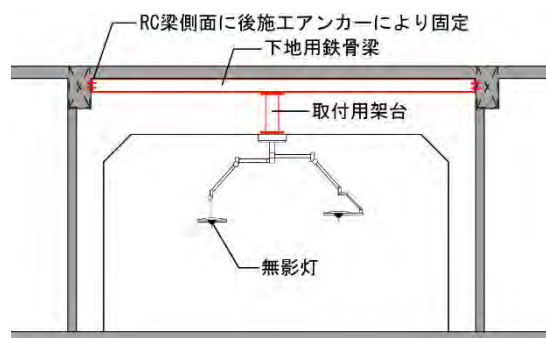 RC梁側面に後施工アンカーにより固定
下地用鉄骨梁
取付用架台
無影灯